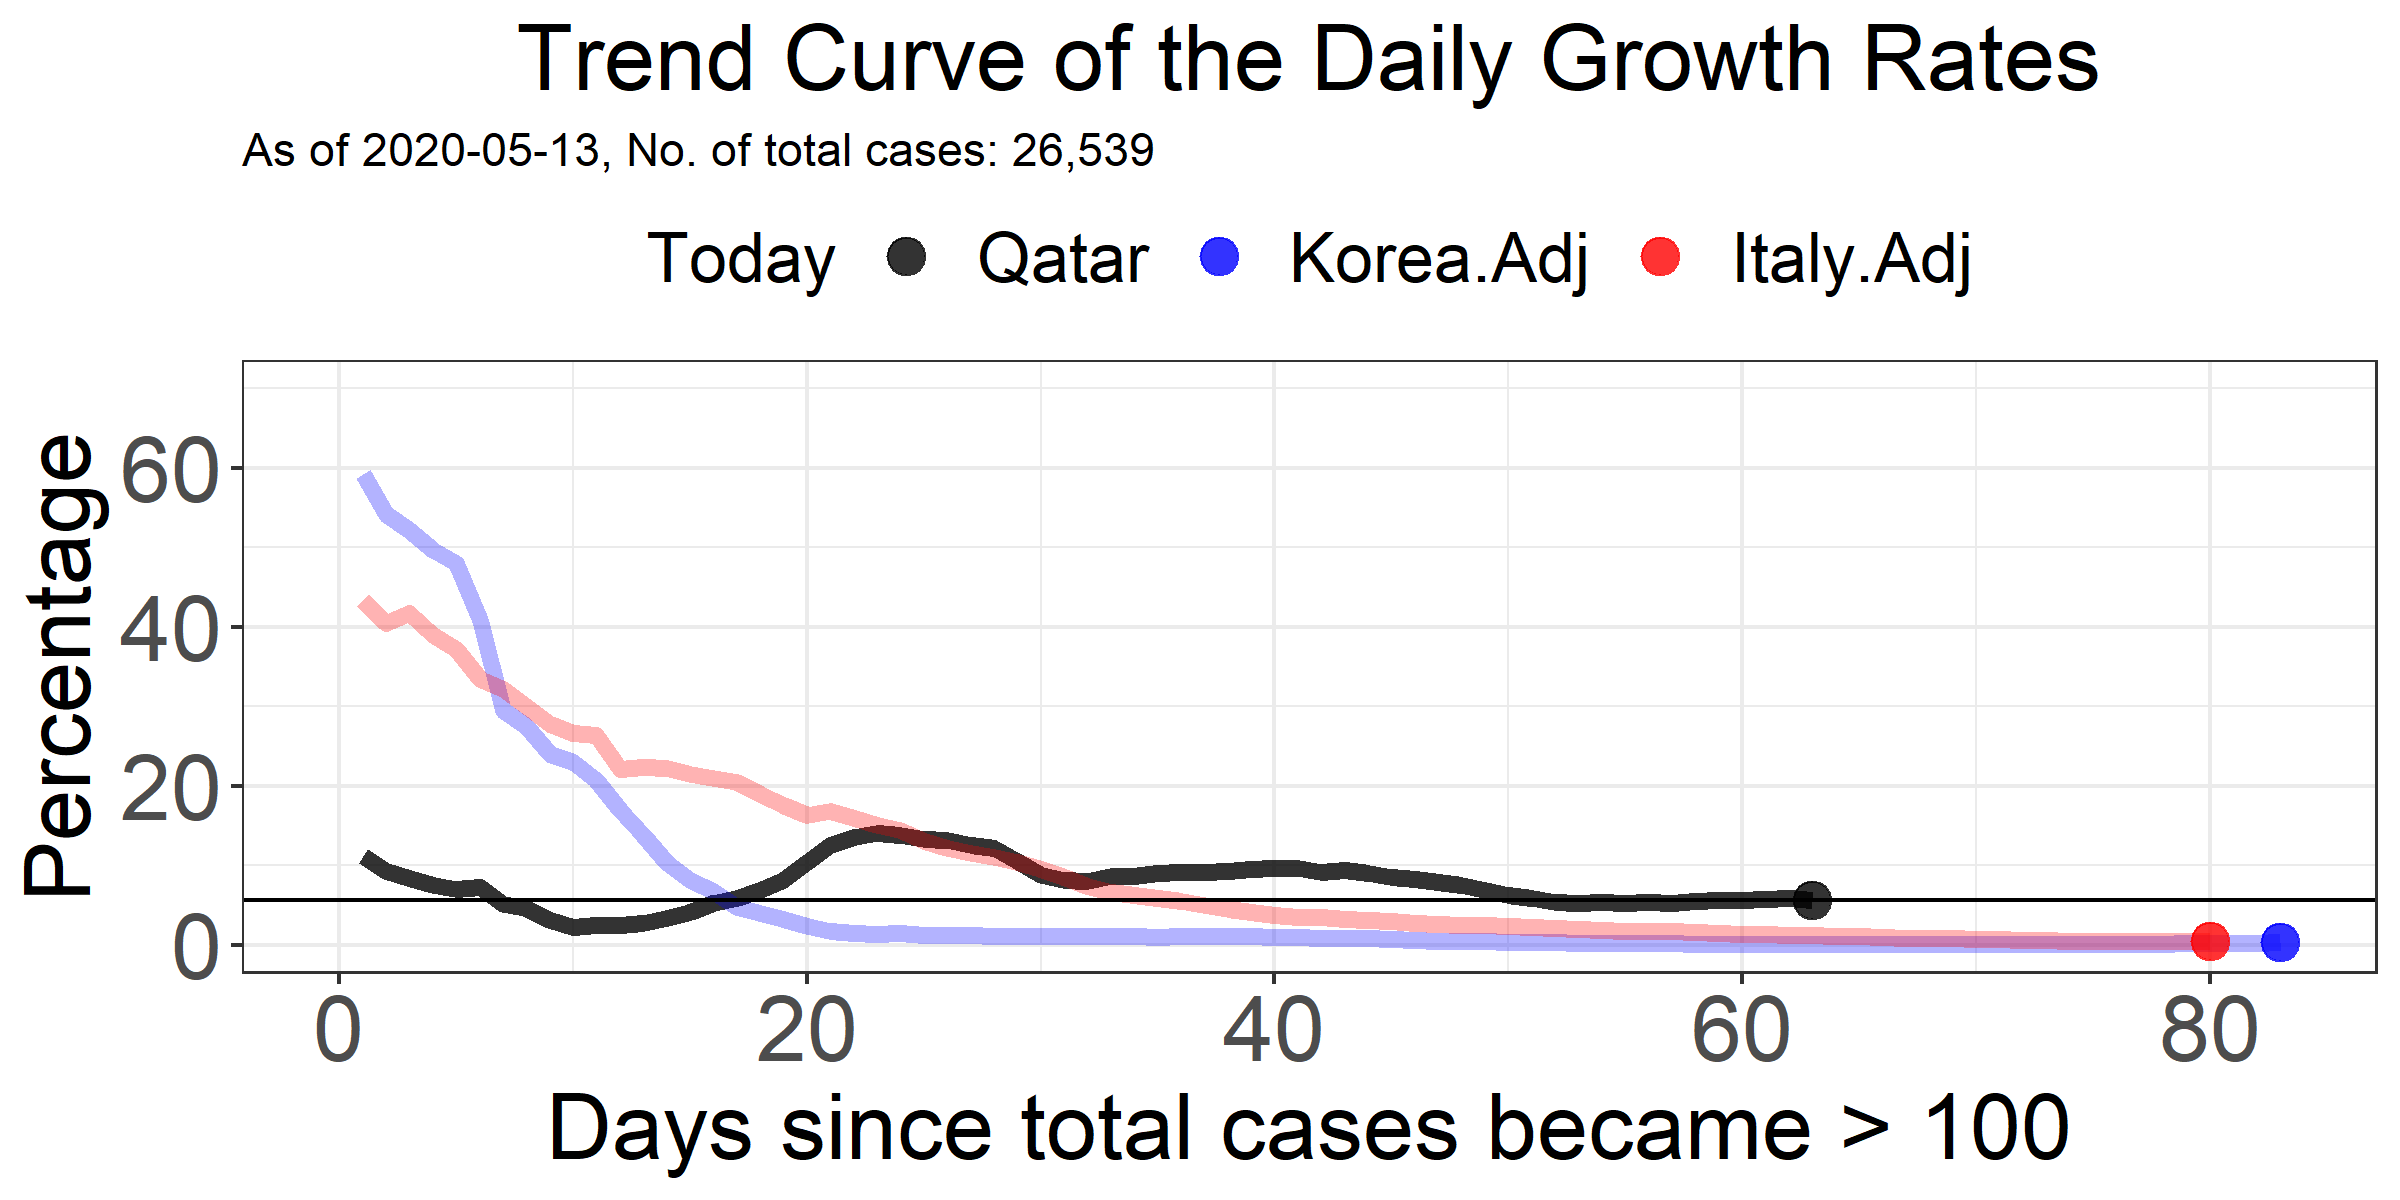 Trend Curve of the Daily Growth Rates
As of 2020-05-13, No. of total cases: 26,539
Today Qatar Korea.Adj Italy.Adj
Percentage
60
40
20
0
0 20 40 60 80
Days since total cases became > 100